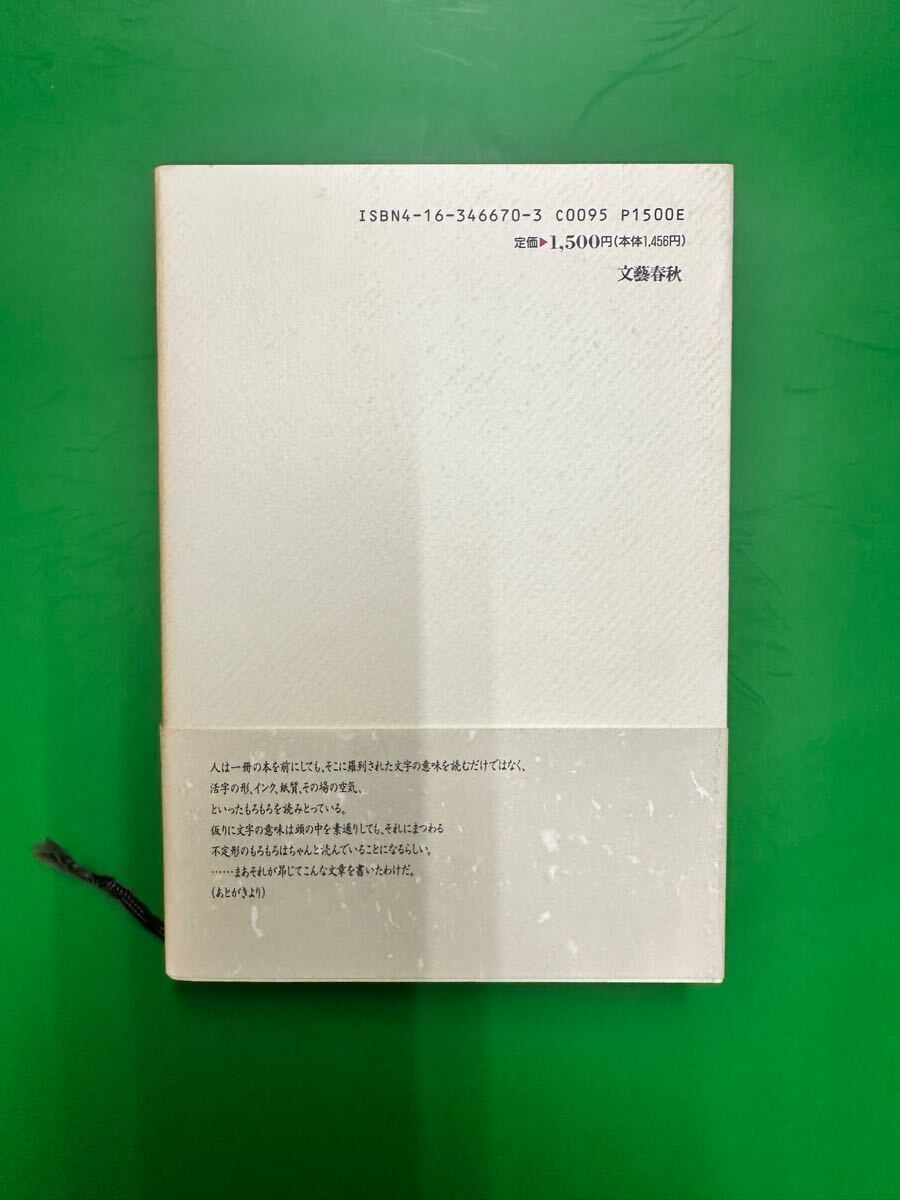 ISBN4-16-346670-3 C0095 P1500E
定価▶1,500円(本体1,456円)
文藝春秋
人は一冊の本を前にしても、そこに羅列された文字の意味を読むだけではなく、
活字の形、インク、紙質、その場の空気、
といったもろもろを読みとっている。
仮りに文字の意味は頭の中を素通りしても、それにまつわる
不定形のもろもろはちゃんと読んでいることになるらしい。
……まあそれが昂じてこんな文章を書いたわけだ。
(あとがきより)